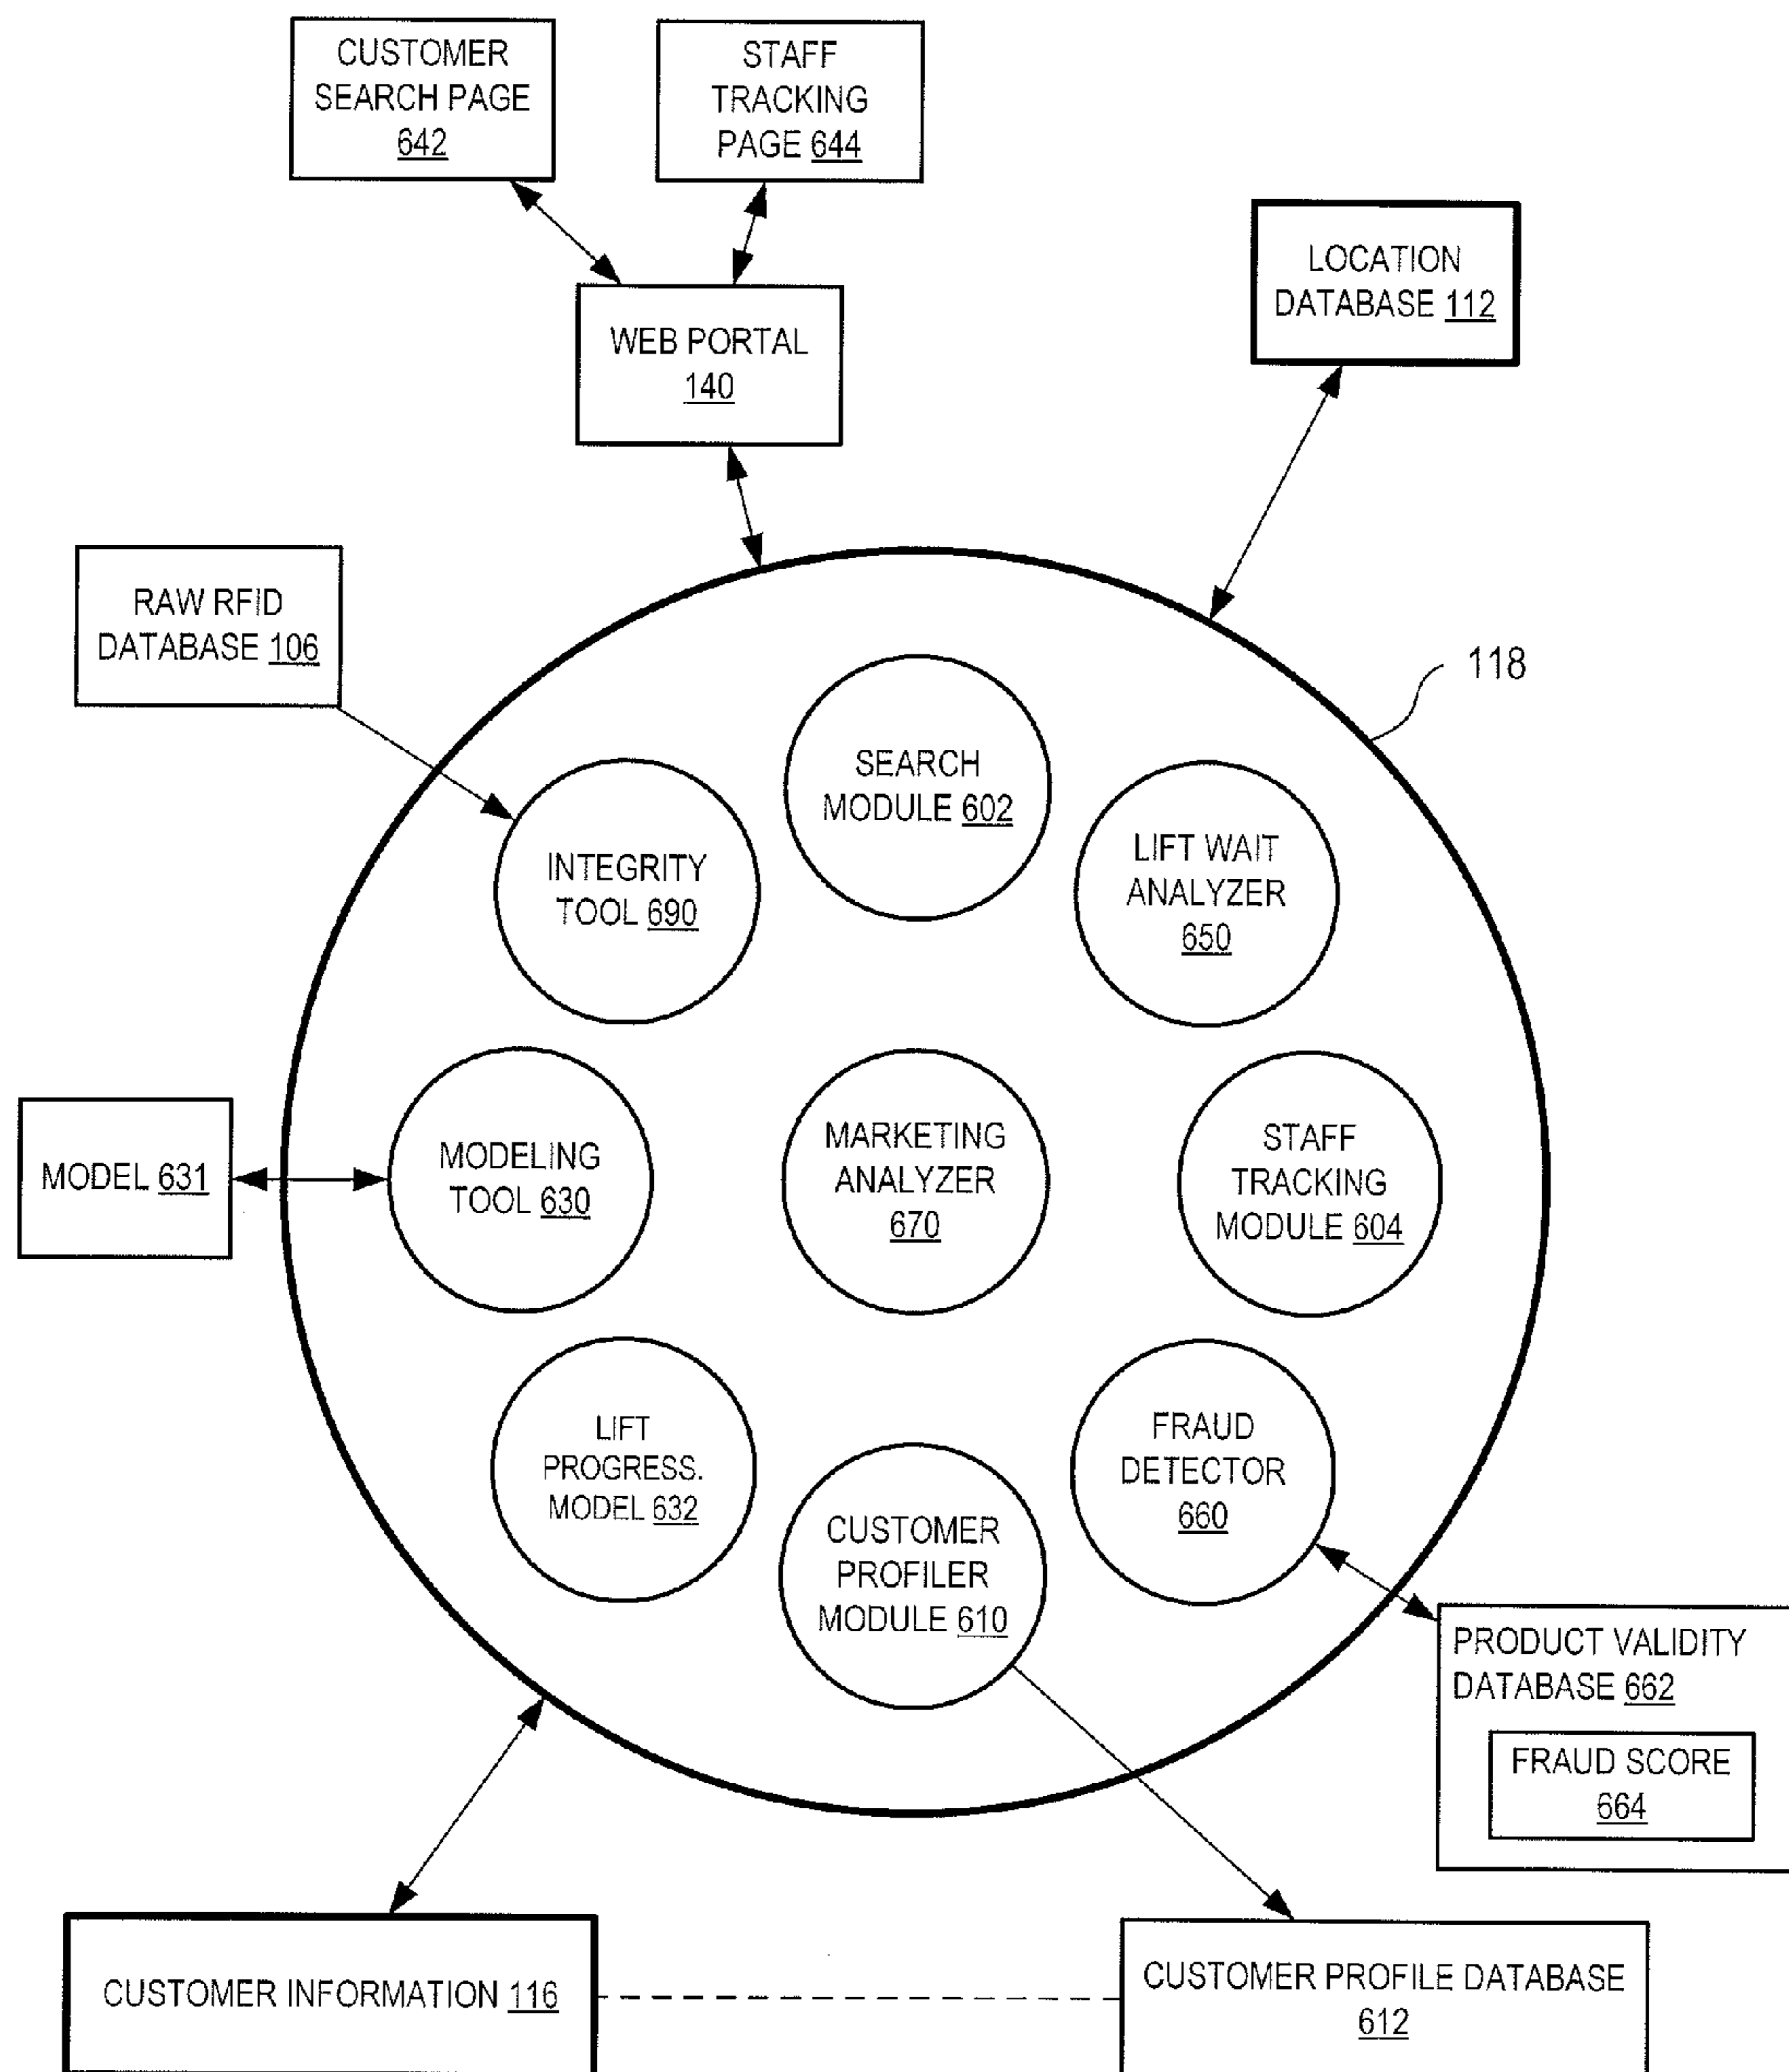 CUSTOMER
SEARCH PAGE
642
STAFF
TRACKING
PAGE 644
LOCATION
DATABASE 112
WEB PORTAL
140
RAW RFID
DATABASE 106
118
SEARCH
MODULE 602
INTEGRITY
TOOL 690
LIFT WAIT
ANALYZER
650
MODEL 631
MODELING
TOOL 630
MARKETING
ANALYZER
670
STAFF
TRACKING
MODULE 604
LIFT
PROGRESS.
MODEL 632
FRAUD
DETECTOR
660
CUSTOMER
PROFILER
MODULE 610
PRODUCT VALIDITY
DATABASE 662
FRAUD SCORE
664
CUSTOMER INFORMATION 116
CUSTOMER PROFILE DATABASE
612